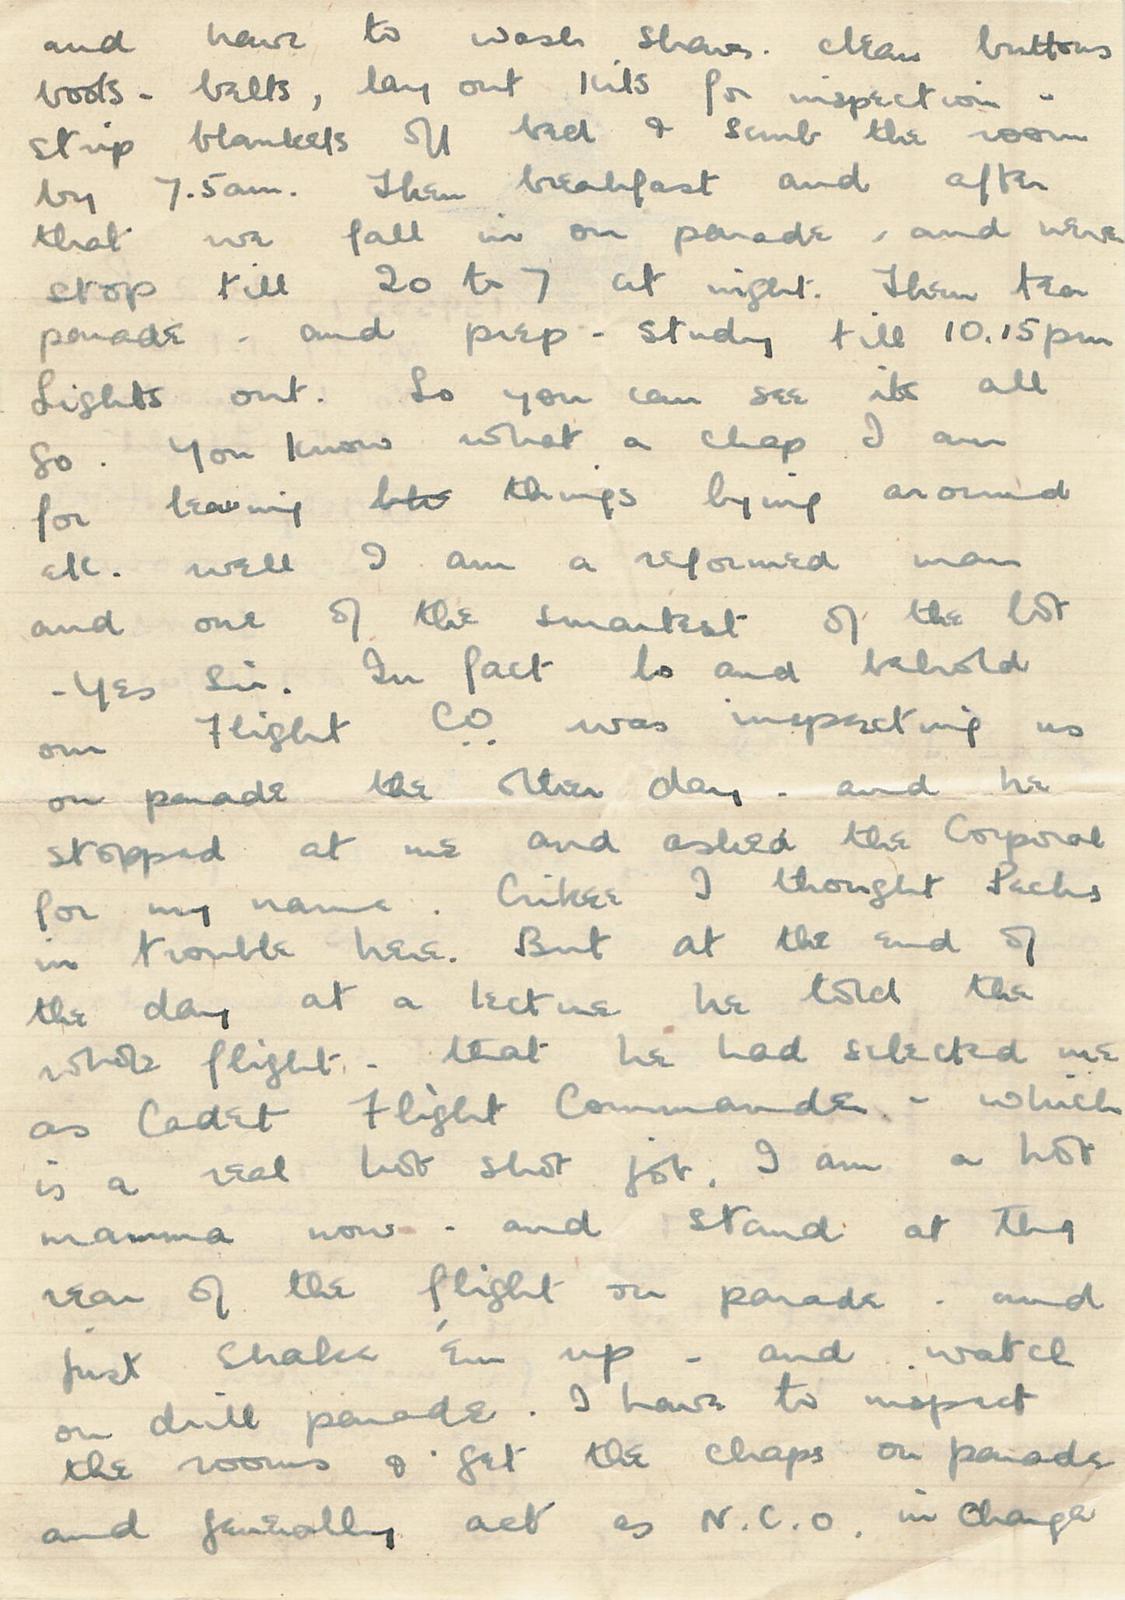 and have to wash shave. clean buttons
boots - belts, lay out kits for inspection -
strip blankets off bed & scrub the room
by 7.5am. Then breakfast and after
that we fall in on parade, and never
stop till 20 to 7 at night. Then tea
parade - and prep - study till 10.15pm
Lights out. So you can see its all
go. You know what a chap I am
for leaving things lying around
etc. well I am a reformed man
and one of the smartest of the lot
- Yes Sir. In fact lo and behold
our Flight C.O. was inspecting us
on parade the other day - and he
stopped at me and asked the Corporal
for my name. Crikee I thought Pecks
in trouble here. But at the end of
the day at a lecture he told the
whole flight - that he had selected me
as Cadet Flight Commander - which
is a real hot shot job. I am a hot
mamma now - and stand at the
rear of the flight on parade - and
just shake 'em up - and watch
on drill parade. I have to inspect
the rooms & get the chaps on parade
and generally act as N.C.O. in Charge